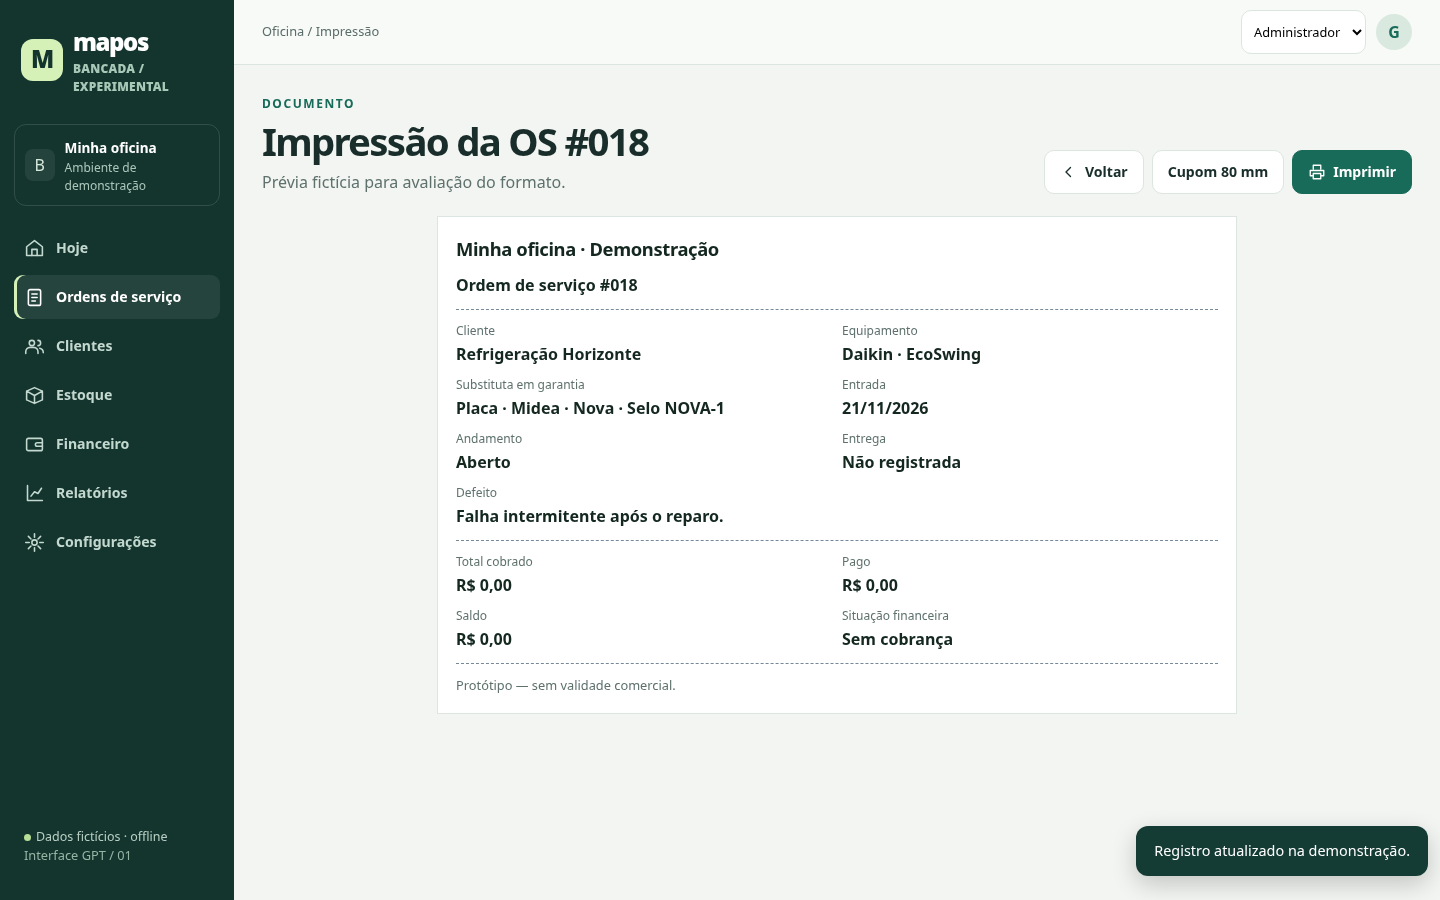 M
mapos
BANCADA /
EXPERIMENTAL
B
Minha oficina
Ambiente de
demonstração
Hoje
Ordens de serviço
Clientes
Estoque
Financeiro
Relatórios
Configurações
Dados fictícios · offline
Interface GPT / 01
Oficina / Impressão
Administrador
G
DOCUMENTO
Impressão da OS #018
Prévia fictícia para avaliação do formato.
Voltar
Cupom 80 mm
Imprimir
Minha oficina · Demonstração
Ordem de serviço #018
Cliente
Refrigeração Horizonte
Equipamento
Daikin · EcoSwing
Substituta em garantia
Placa · Midea · Nova · Selo NOVA-1
Entrada
21/11/2026
Andamento
Aberto
Entrega
Não registrada
Defeito
Falha intermitente após o reparo.
Total cobrado
R$ 0,00
Pago
R$ 0,00
Saldo
R$ 0,00
Situação financeira
Sem cobrança
Protótipo — sem validade comercial.
Registro atualizado na demonstração.